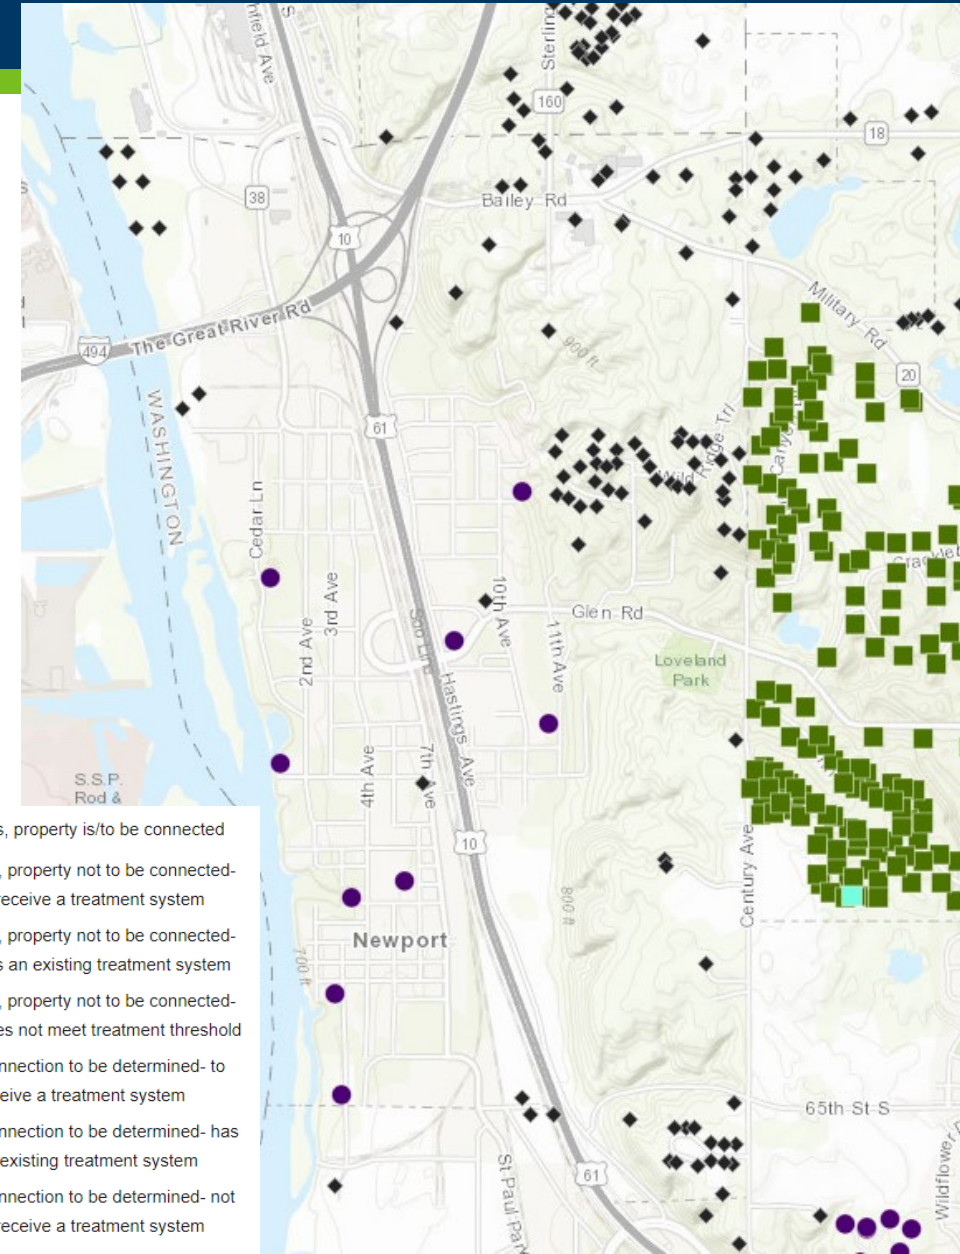 Sterling
160
18
38
Bailey Rd
10
Military Rd
The Great River Rd
494
900 ft
20
61
WASHINGTON
Ridge Trl
Wild
Cedar Ln
3rd Ave
10th Ave
Glen Rd
2nd Ave
Soo Line
11th Ave
Loveland
Park
Hastings Ave
4th Ave
7th Ave
S.S.P.
Rod &
s, property is/to be connected
, property not to be connected-
receive a treatment system
, property not to be connected-
s an existing treatment system
, property not to be connected-
es not meet treatment threshold
nnection to be determined- to
eive a treatment system
nnection to be determined- has
existing treatment system
nnection to be determined- not
receive a treatment system
10
Century Ave
800 ft
Newport
700 ft
65th St S
St Paul Par
61
Wildflower